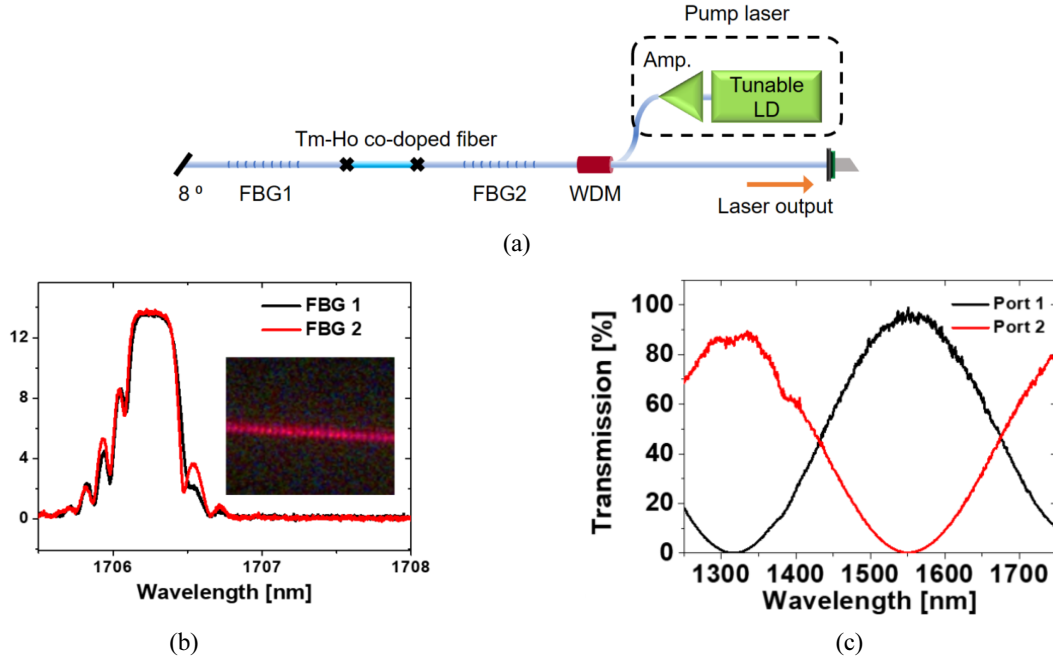 Pump laser
Amp.
Tunable
LD
Tm-Ho co-doped fiber
8 º
FBG1
FBG2
WDM
Laser output
(a)
FBG 1
FBG 2
12
8
4
0
1706
1707
1708
Wavelength [nm]
(b)
Port 1
Port 2
Transmission [%]
100
80
60
40
20
0
1300
1400
1500
1600
1700
Wavelength [nm]
(c)